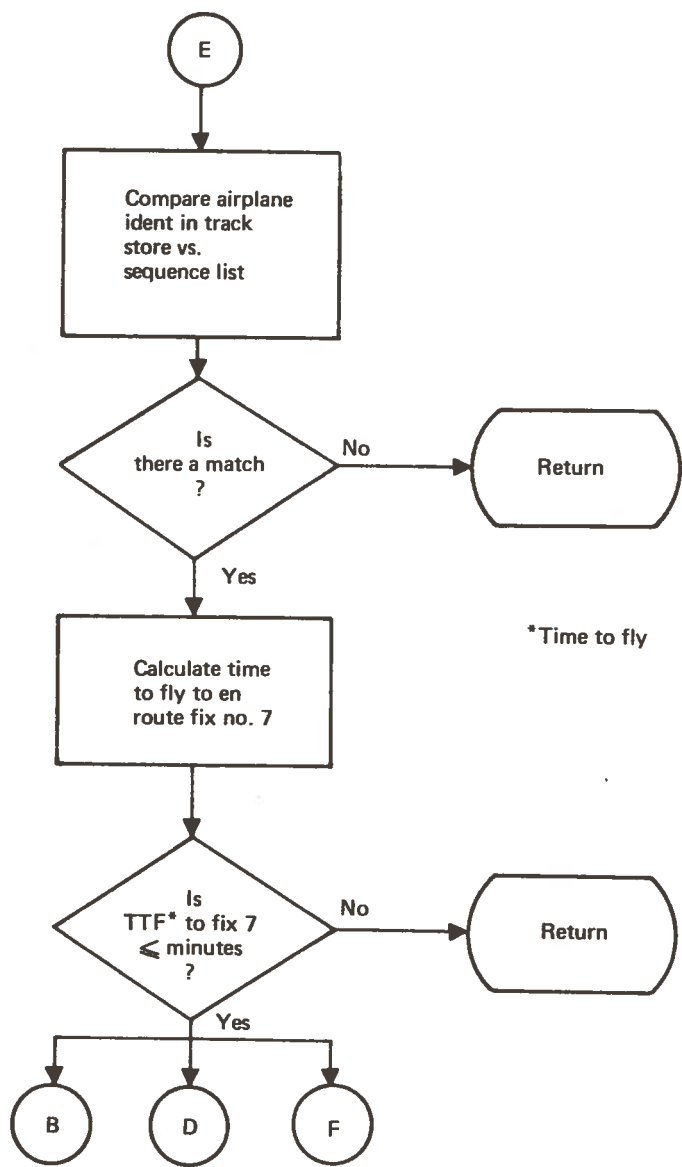 E
Compare airplane
ident in track
store vs.
sequence list
Is
there a match
?
No
Return
Yes
*Time to fly
Calculate time
to fly to en
route fix no. 7
Is
TTF* to fix 7
⩽ minutes
?
No
Return
Yes
B
D
F